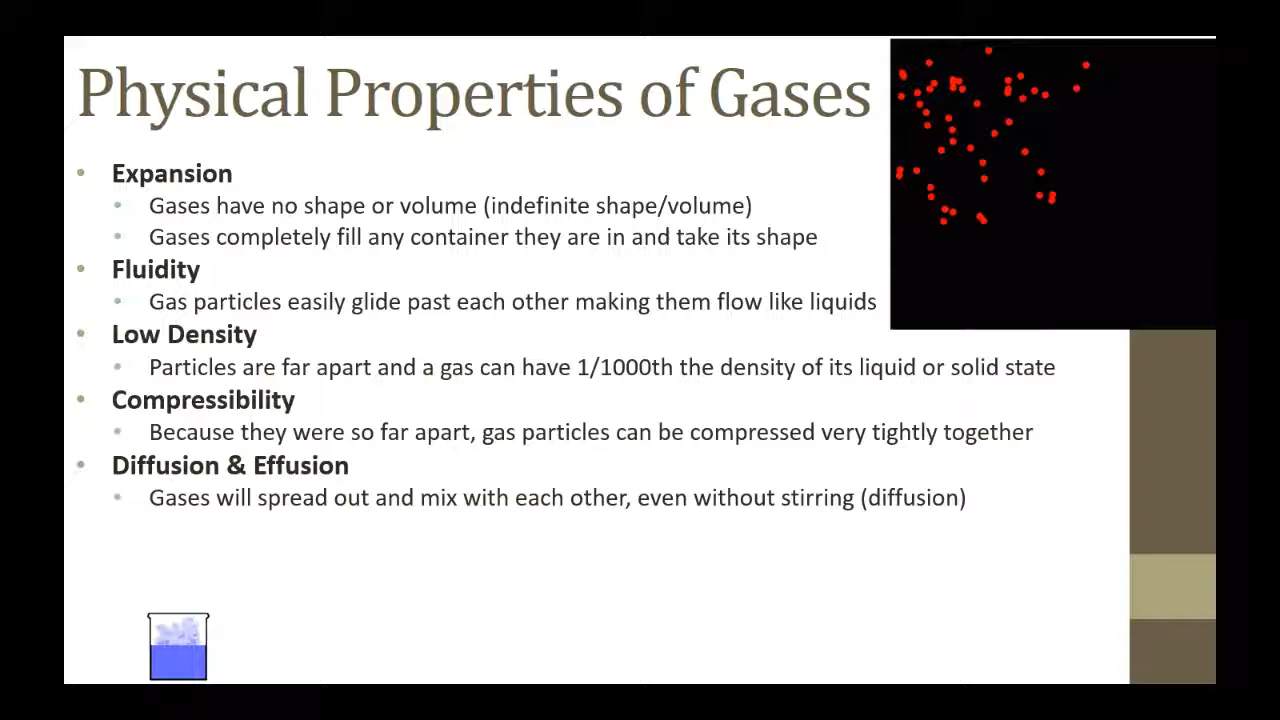 Physical Properties of Gases
• Expansion
• Gases have no shape or volume (indefinite shape/volume)
• Gases completely fill any container they are in and take its shape
• Fluidity
• Gas particles easily glide past each other making them flow like liquids
• Low Density
• Particles are far apart and a gas can have 1/1000th the density of its liquid or solid state
• Compressibility
• Because they were so far apart, gas particles can be compressed very tightly together
• Diffusion & Effusion
• Gases will spread out and mix with each other, even without stirring (diffusion)